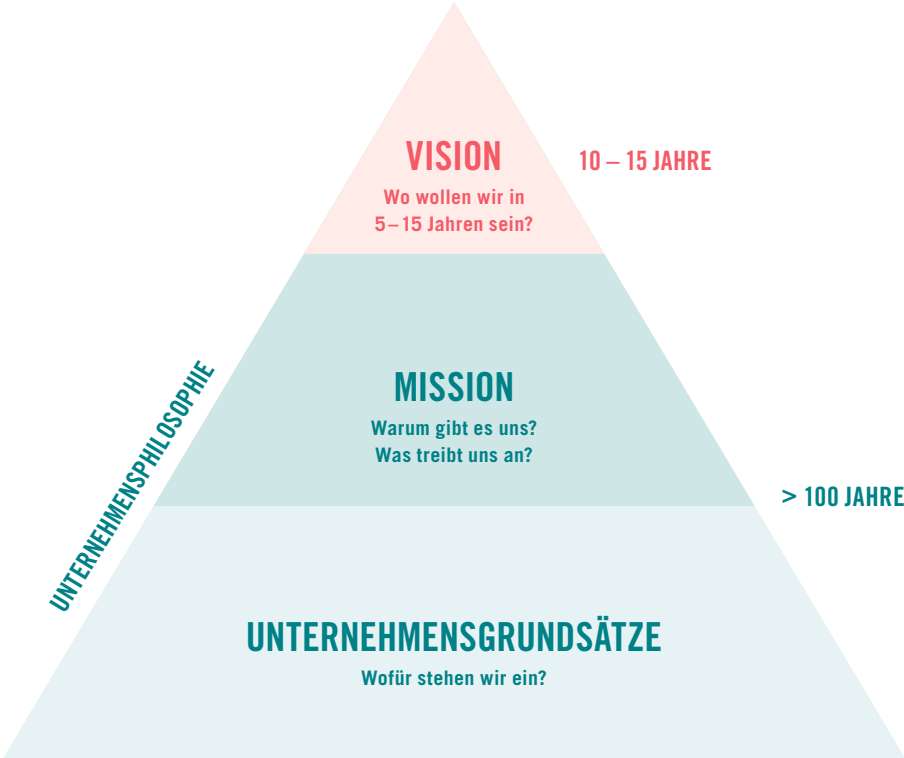 VISION
10 – 15 JAHRE
Wo wollen wir in
5–15 Jahren sein?
UNTERNEHMENSPHILOSOPHIE
MISSION
Warum gibt es uns?
Was treibt uns an?
> 100 JAHRE
UNTERNEHMENSGRUNDSÄTZE
Wofür stehen wir ein?